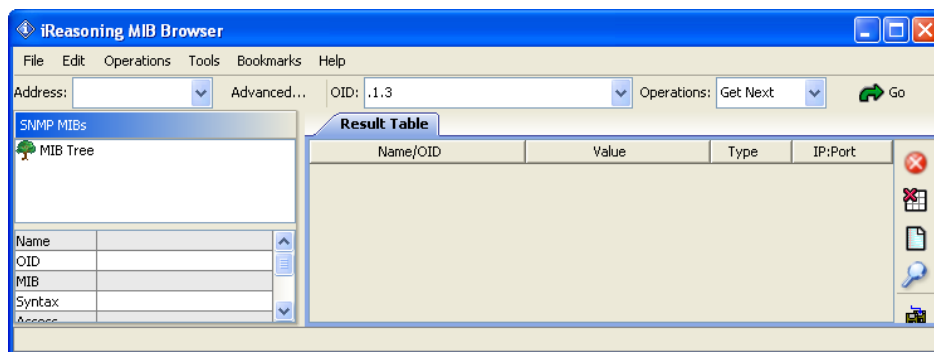 iReasoning MIB Browser
File Edit Operations Tools Bookmarks Help
Address: Advanced... OID: .1.3 Operations: Get Next Go
SNMP MIBs Result Table
MIB Tree Name/OID Value Type IP:Port
Name
OID
MIB
Syntax
Access